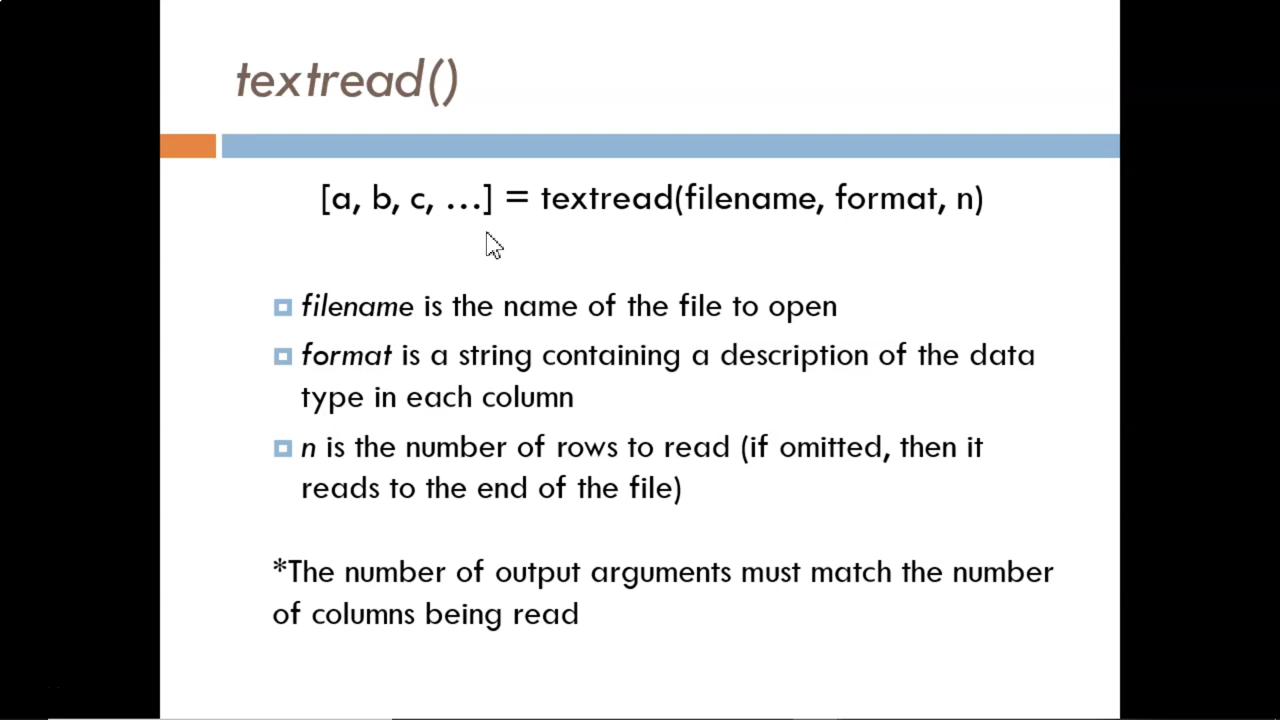 textread()
[a, b, c, …] = textread(filename, format, n)
filename is the name of the file to open
format is a string containing a description of the data
type in each column
n is the number of rows to read (if omitted, then it
reads to the end of the file)
*The number of output arguments must match the number
of columns being read